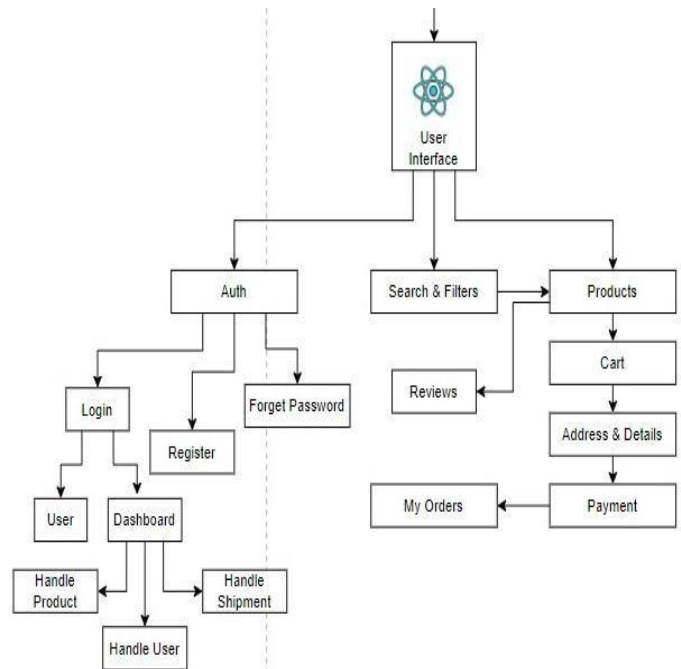 User
Interface
Auth
Search & Filters
Products
Cart
Reviews
Forget Password
Login
Address & Details
Register
User
Dashboard
My Orders
Payment
Handle
Product
Handle
Shipment
Handle User